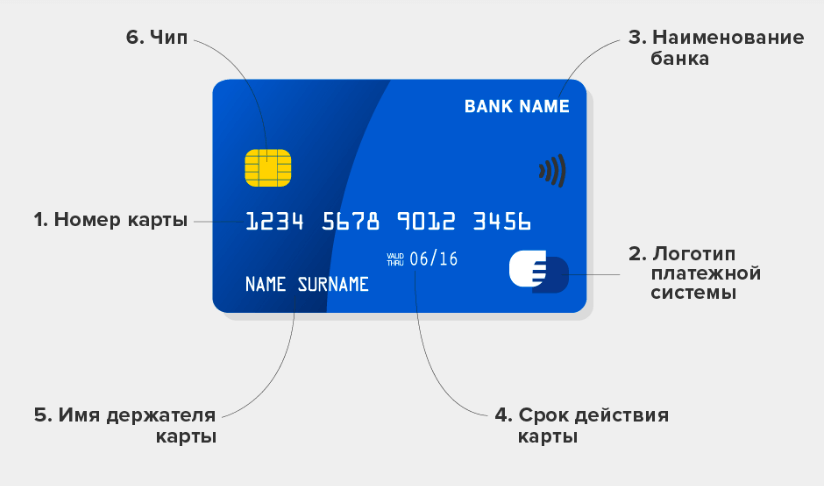 6. Чип
3. Наименование
банка
BANK NAME
1. Номер карты
1234 5678 9012 3456
2. Логотип
платежной
системы
VALID
THRU 06/16
NAME SURNAME
5. Имя держателя
карты
4. Срок действия
карты